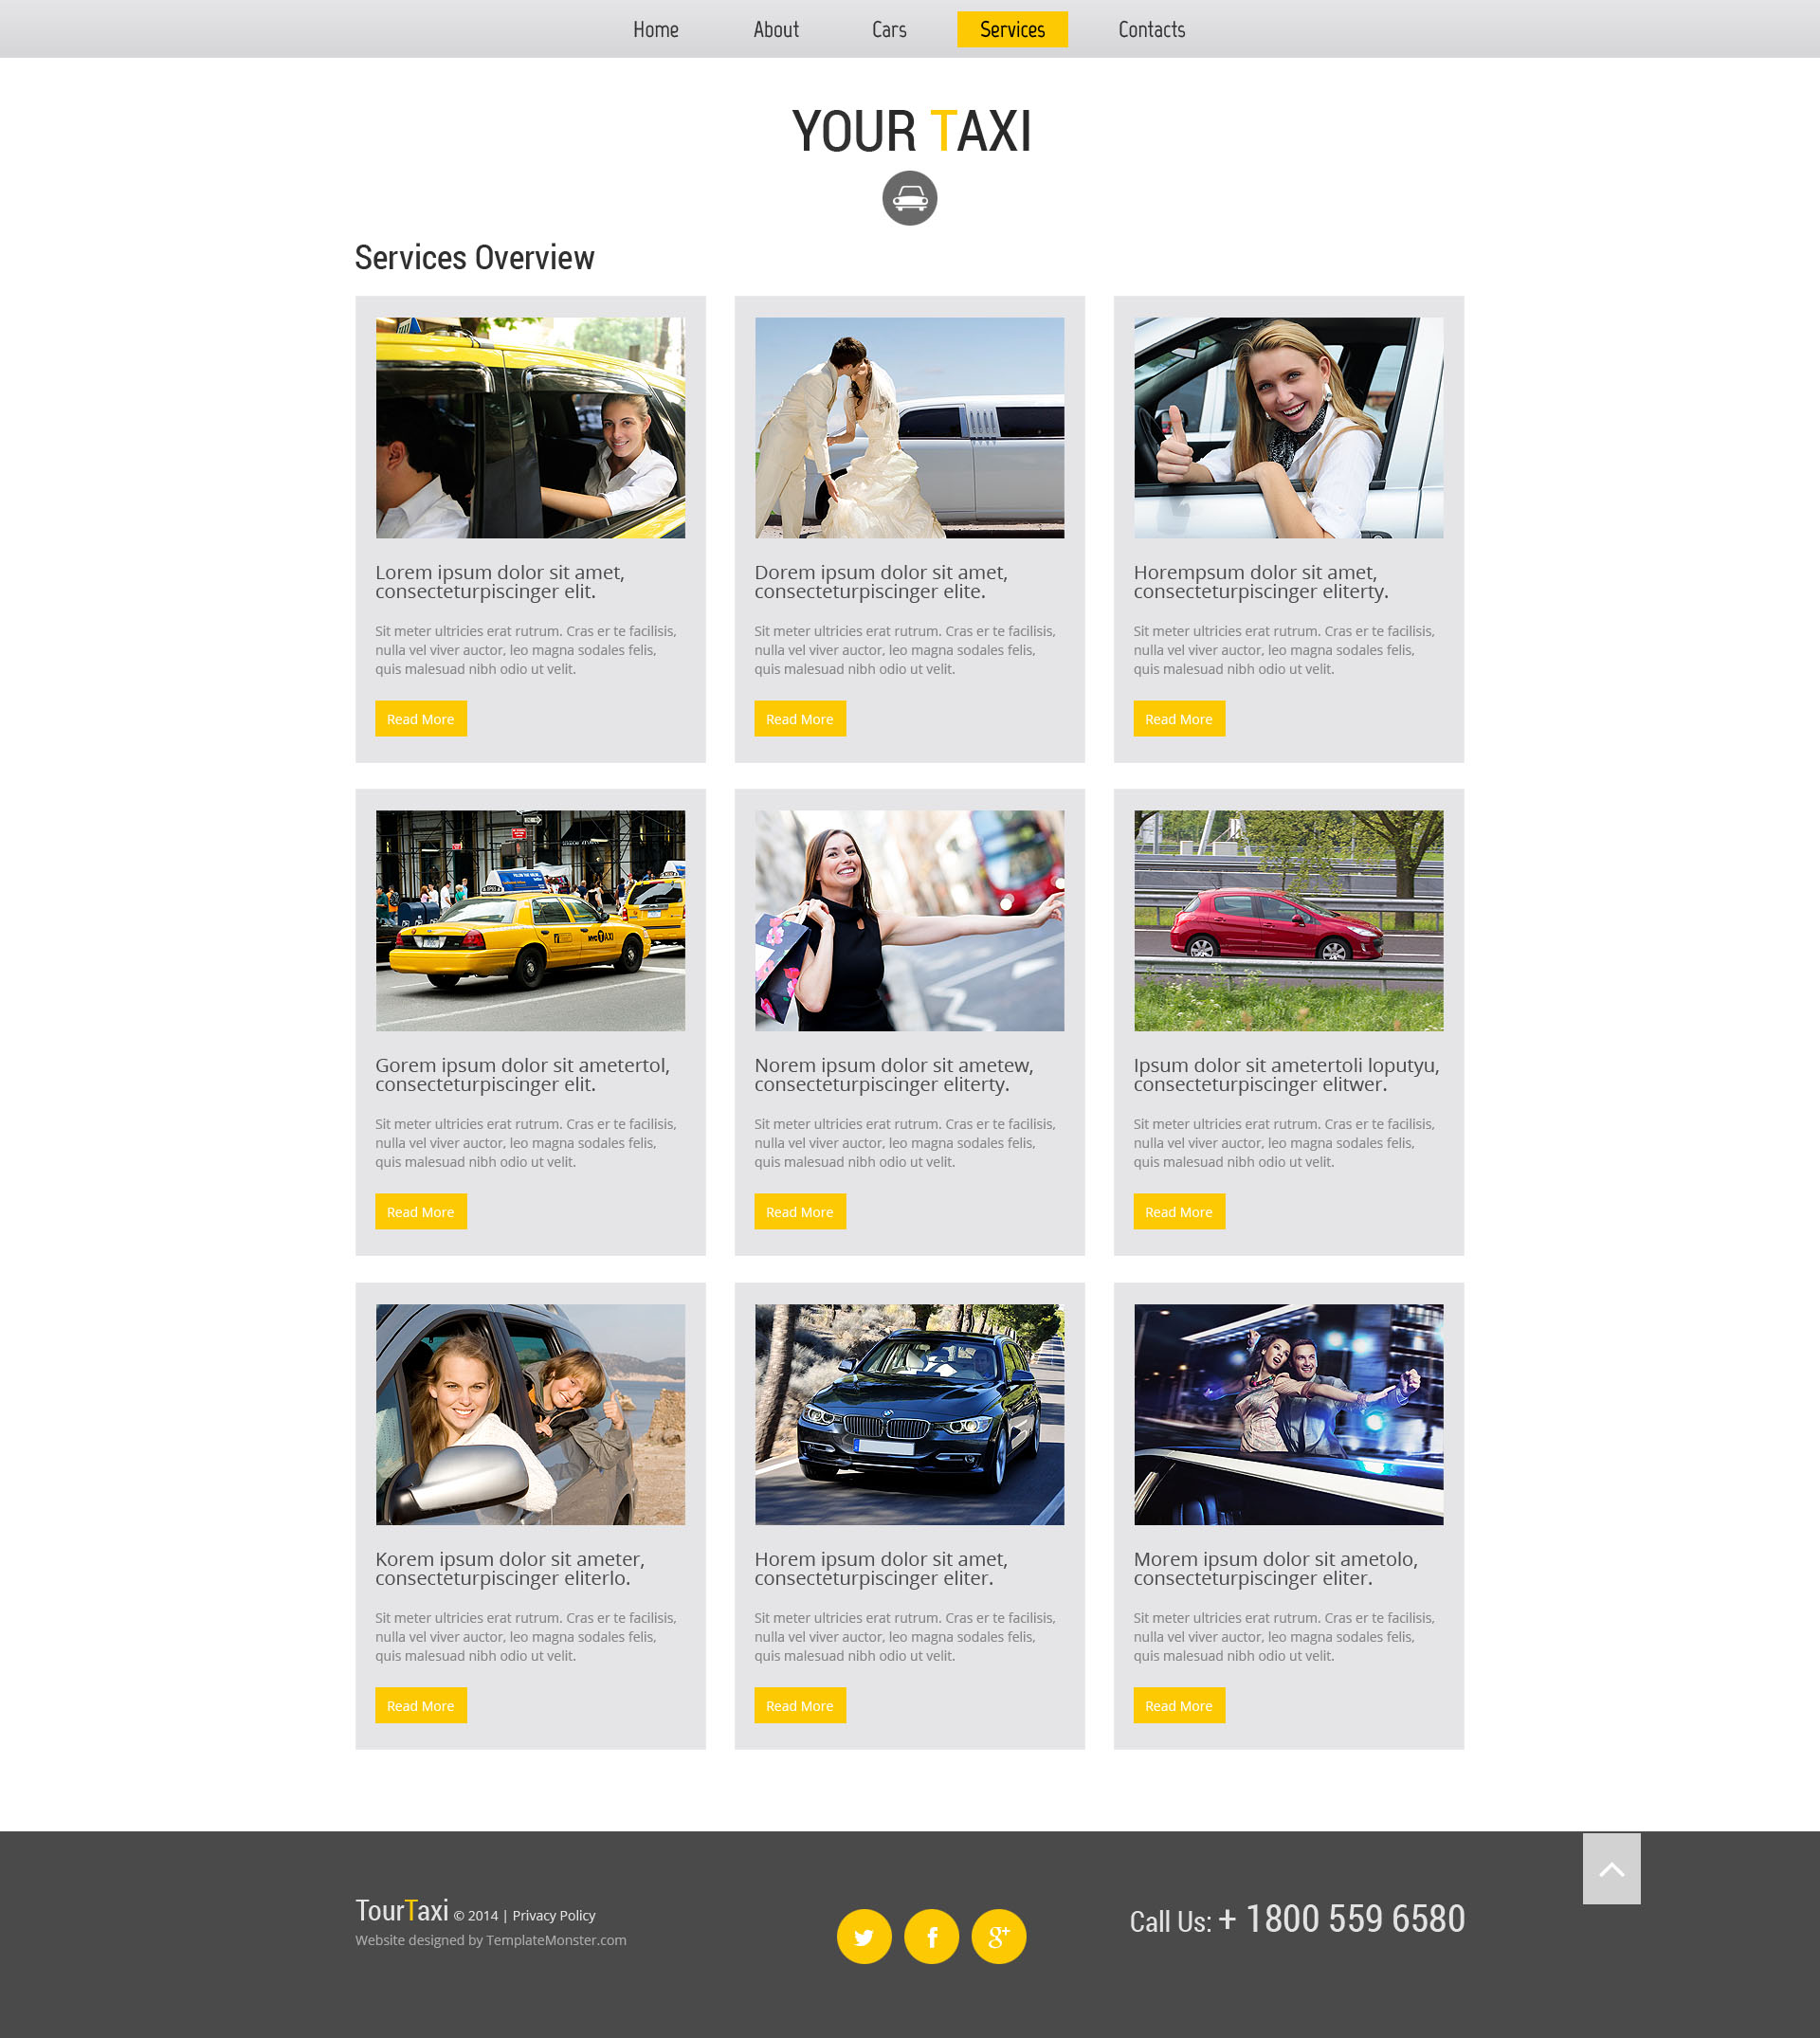 Home About Cars Services Contacts
YOUR TAXI
Services Overview
Lorem ipsum dolor sit amet,
consecteturpiscinger elit.
Sit meter ultricies erat rutrum. Cras er te facilisis,
nulla vel viver auctor, leo magna sodales felis,
quis malesuad nibh odio ut velit.
Read More
Dorem ipsum dolor sit amet,
consecteturpiscinger elite.
Sit meter ultricies erat rutrum. Cras er te facilisis,
nulla vel viver auctor, leo magna sodales felis,
quis malesuad nibh odio ut velit.
Read More
Horempsum dolor sit amet,
consecteturpiscinger eliterty.
Sit meter ultricies erat rutrum. Cras er te facilisis,
nulla vel viver auctor, leo magna sodales felis,
quis malesuad nibh odio ut velit.
Read More
NYC TAXI
Gorem ipsum dolor sit ametertol,
consecteturpiscinger elit.
Sit meter ultricies erat rutrum. Cras er te facilisis,
nulla vel viver auctor, leo magna sodales felis,
quis malesuad nibh odio ut velit.
Read More
Norem ipsum dolor sit ametew,
consecteturpiscinger eliterty.
Sit meter ultricies erat rutrum. Cras er te facilisis,
nulla vel viver auctor, leo magna sodales felis,
quis malesuad nibh odio ut velit.
Read More
Ipsum dolor sit ametertoli loputyu,
consecteturpiscinger elitwer.
Sit meter ultricies erat rutrum. Cras er te facilisis,
nulla vel viver auctor, leo magna sodales felis,
quis malesuad nibh odio ut velit.
Read More
Korem ipsum dolor sit ameter,
consecteturpiscinger eliterlo.
Sit meter ultricies erat rutrum. Cras er te facilisis,
nulla vel viver auctor, leo magna sodales felis,
quis malesuad nibh odio ut velit.
Read More
Horem ipsum dolor sit amet,
consecteturpiscinger eliter.
Sit meter ultricies erat rutrum. Cras er te facilisis,
nulla vel viver auctor, leo magna sodales felis,
quis malesuad nibh odio ut velit.
Read More
Morem ipsum dolor sit ametolo,
consecteturpiscinger eliter.
Sit meter ultricies erat rutrum. Cras er te facilisis,
nulla vel viver auctor, leo magna sodales felis,
quis malesuad nibh odio ut velit.
Read More
TourTaxi © 2014 | Privacy Policy
Website designed by TemplateMonster.com
Call Us: + 1800 559 6580